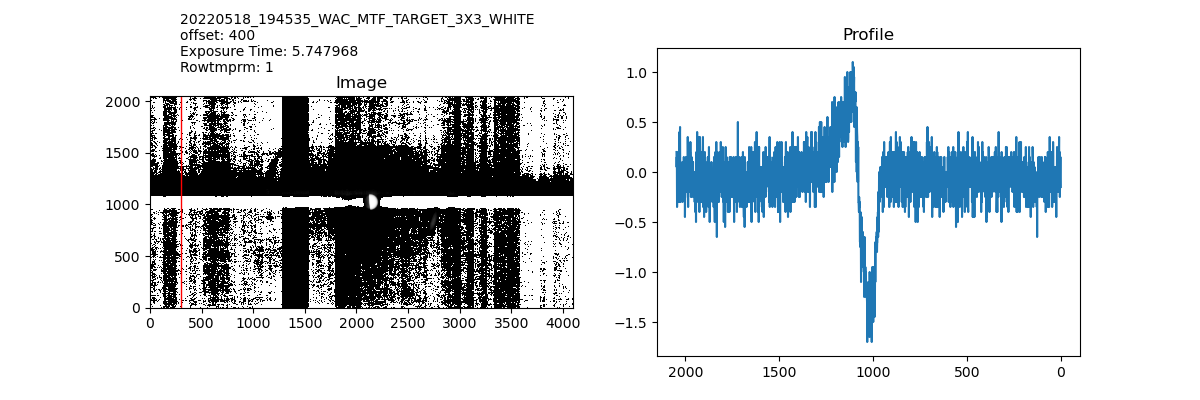 20220518_194535_WAC_MTF_TARGET_3X3_WHITE
offset: 400
Exposure Time: 5.747968
Rowtmprm: 1
Image
2000
1500
1000
500
0
0 500 1000 1500 2000 2500 3000 3500 4000
Profile
1.0
0.5
0.0
−0.5
−1.0
−1.5
2000 1500 1000 500 0